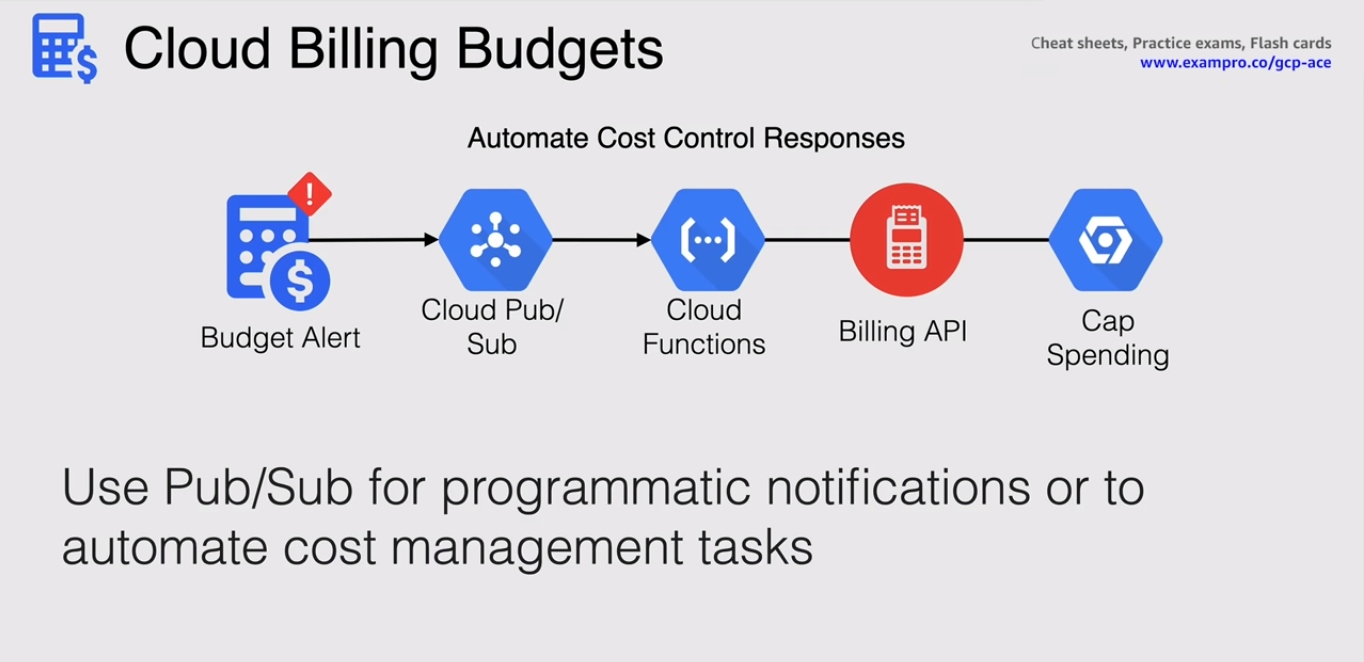 Cloud Billing Budgets
Cheat sheets, Practice exams, Flash cards
www.exampro.co/gcp-ace
Automate Cost Control Responses
!
$
Budget Alert
Cloud Pub/
Sub
Cloud
Functions
Billing API
Cap
Spending
Use Pub/Sub for programmatic notifications or to
automate cost management tasks